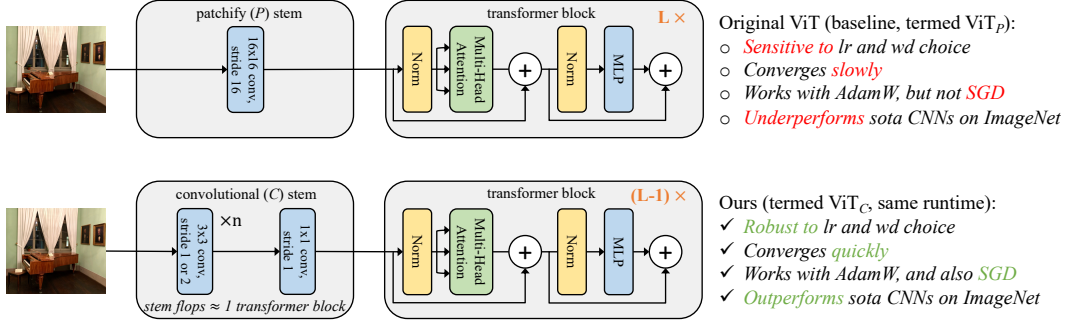 patchify (P) stem
16x16 conv,
stride 16
transformer block
L ×
Norm
Multi-Head
Attention
+
Norm
MLP
+
Original ViT (baseline, termed ViT_P):
○ Sensitive to lr and wd choice
○ Converges slowly
○ Works with AdamW, but not SGD
○ Underperforms sota CNNs on ImageNet
convolutional (C) stem
3x3 conv,
stride 1 or 2
×n
1x1 conv,
stride 1
stem flops ≈ 1 transformer block
transformer block
(L-1) ×
Norm
Multi-Head
Attention
+
Norm
MLP
+
Ours (termed ViT_C, same runtime):
✓ Robust to lr and wd choice
✓ Converges quickly
✓ Works with AdamW, and also SGD
✓ Outperforms sota CNNs on ImageNet